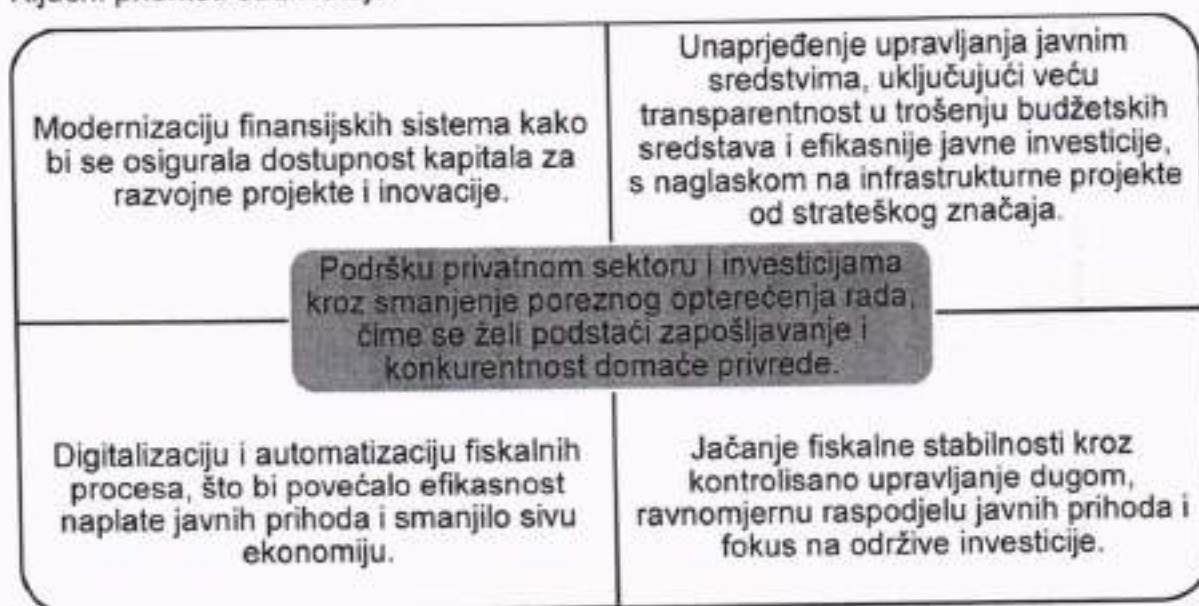 Modernizaciju finansijskih sistema kako
bi se osigurala dostupnost kapitala za
razvojne projekte i inovacije.
Unaprjeđenje upravljanja javnim
sredstvima, uključujući veću
transparentnost u trošenju budžetskih
sredstava i efikasnije javne investicije,
s naglaskom na infrastrukturne projekte
od strateškog značaja.
Podršku privatnom sektoru i investicijama
kroz smanjenje poreznog opterećenja rada,
čime se želi podstaći zapošljavanje i
konkurentnost domaće privrede.
Digitalizaciju i automatizaciju fiskalnih
procesa, što bi povećalo efikasnost
naplate javnih prihoda i smanjilo sivu
ekonomiju.
Jačanje fiskalne stabilnosti kroz
kontrolisano upravljanje dugom,
ravnomjernu raspodjelu javnih prihoda i
fokus na održive investicije.